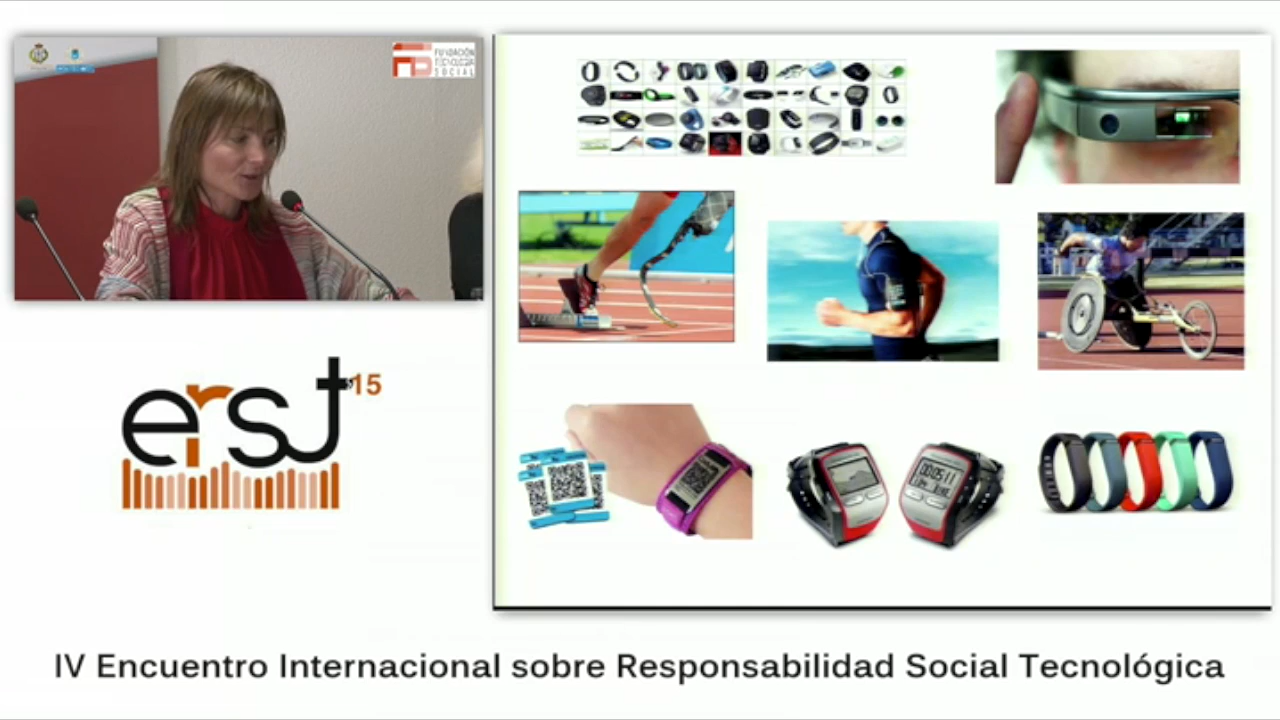 FUNDACIÓN
TECNOLOGÍA
SOCIAL
erst'15
IV Encuentro Internacional sobre Responsabilidad Social Tecnológica